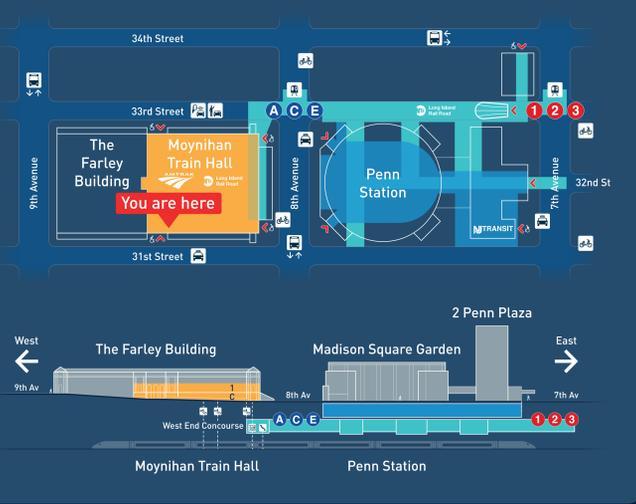 34th Street
33rd Street
A C E
Long Island
Rail Road
1 2 3
The
Farley
Building
Moynihan
Train Hall
AMTRAK
Long Island
Rail Road
You are here
9th Avenue
8th Avenue
Penn
Station
7th Avenue
32nd St
NJ TRANSIT
31st Street
2 Penn Plaza
West
The Farley Building
Madison Square Garden
East
9th Av
1
C
8th Av
7th Av
West End Concourse
A C E
1 2 3
Moynihan Train Hall
Penn Station